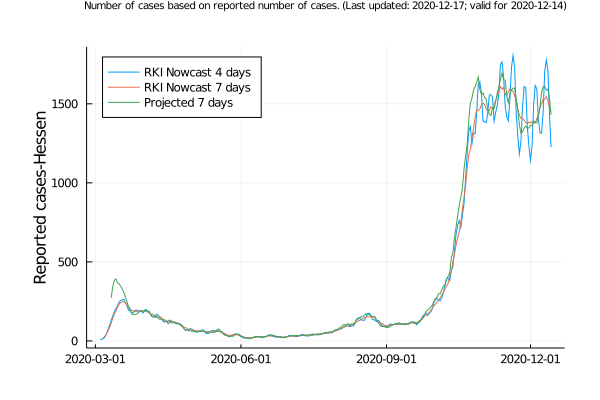 Number of cases based on reported number of cases. (Last updated: 2020-12-17; valid for 2020-12-14)
RKI Nowcast 4 days
RKI Nowcast 7 days
Projected 7 days
Reported cases-Hessen
1500
1000
500
0
2020-03-01
2020-06-01
2020-09-01
2020-12-01